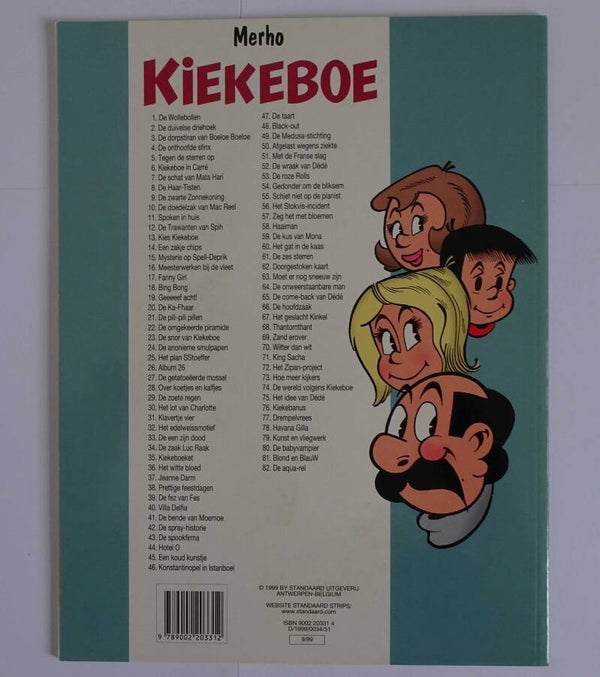 Merho
KIEKEBOE
1. De Wollebollen
2. De duivelse driehoek
3. De dorpstiran van Boeloe Boeloe
4. De onthoofde sfinx
5. Tegen de sterren op
6. Kiekeboe in Carré
7. De schat van Mata Hari
8. De Haar-Tisten
9. De zwarte Zonnekoning
10. De doedelzak van Mac Reel
11. Spoken in huis
12. De Trawanten van Spih
13. Kies Kiekeboe
14. Een zakje chips
15. Mysterie op Spell-Deprik
16. Meesterwerken bij de vleet
17. Fanny Girl
18. Bing Bong
19. Geeeeef acht!
20. De Ka-Fhaar
21. De pili-pili pillen
22. De omgekeerde piramide
23. De snor van Kiekeboe
24. De anonieme smulpapen
25. Het plan SStoeffer
26. Album 26
27. De getatoeëerde mossel
28. Over koetjes en kalfjes
29. De zoete regen
30. Het lot van Charlotte
31. Klavertje vier
32. Het edelweissmotief
33. De een zijn dood
34. De zaak Luc Raak
35. Kiekeboeket
36. Het witte bloed
37. Jeanne Darm
38. Prettige feestdagen
39. De fez van Fes
40. Villa Delfia
41. De bende van Moemoe
42. De spray-historie
43. De spookfirma
44. Hotel O
45. Een koud kunstje
46. Konstantinopel in Istanboel
47. De taart
48. Black-out
49. De Medusa-stichting
50. Afgelast wegens ziekte
51. Met de Franse slag
52. De wraak van Dédé
53. De roze Rolls
54. Gedonder om de bliksem
55. Schiet niet op de pianist
56. Het Stokvis-incident
57. Zeg het met bloemen
58. Haaiman
59. De kus van Mona
60. Het gat in de kaas
61. De zes sterren
62. Doorgestoken kaart
63. Moet er nog sneeuw zijn
64. De onweerstaanbare man
65. De come-back van Dédé
66. De hoofdzaak
67. Het geslacht Kinkel
68. Thantomthant
69. Zand erover
70. Witter dan wit
71. King Sacha
72. Het Zipan-project
73. Hoe meer kijkers
74. De wereld volgens Kiekeboe
75. Het idee van Dédé
76. Kiekebanus
77. Drempelvrees
78. Havana Gilla
79. Kunst en vliegwerk
80. De babyvampier
81. Blond en BlauW
82. De aqua-rel
© 1999 BY STANDAARD UITGEVERIJ
ANTWERPEN-BELGIUM
WEBSITE STANDAARD STRIPS:
www.standaard.com
ISBN 9002 20331 4
D/1999/0034/31
9/99
9 789002 203312